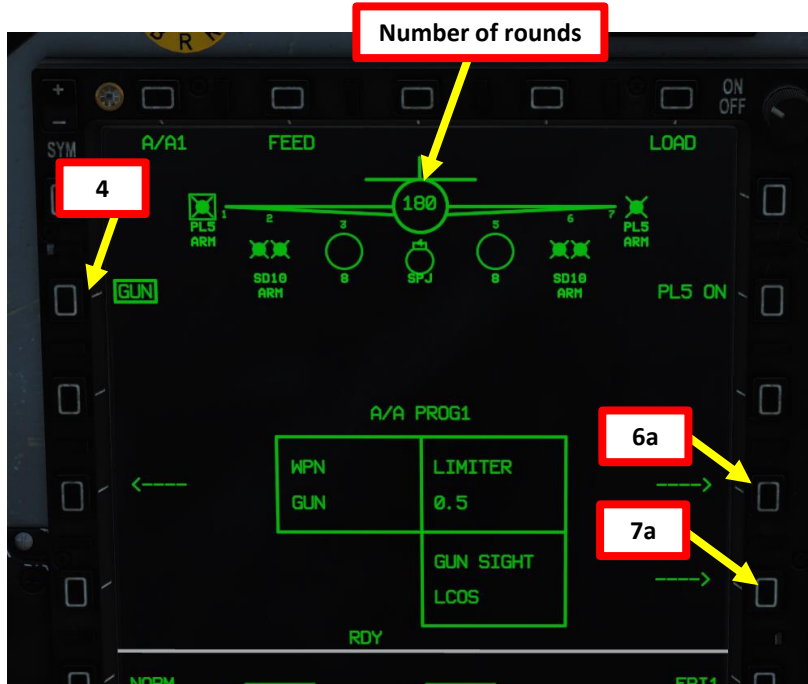 B R K
Number of rounds
+
ON
OFF
-
SYM
A/A1
FEED
LOAD
4
180
1
2
3
4
5
6
7
PL5
ARM
PL5
ARM
SD10
ARM
8
SPJ
8
SD10
ARM
GUN
PL5 ON
A/A PROG1
6a
WPN
GUN
LIMITER
0.5
<---- 
---->
7a
GUN SIGHT
LCOS
---->
RDY
NORM